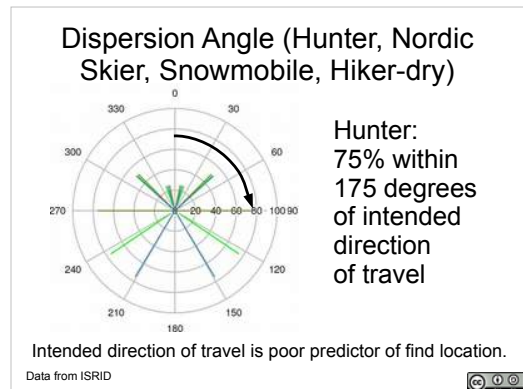 Dispersion Angle (Hunter, Nordic
Skier, Snowmobile, Hiker-dry)
0
330
30
300
60
270
20
40
60
80
100
90
240
120
210
150
180
Hunter:
75% within
175 degrees
of intended
direction
of travel
Intended direction of travel is poor predictor of find location.
Data from ISRID